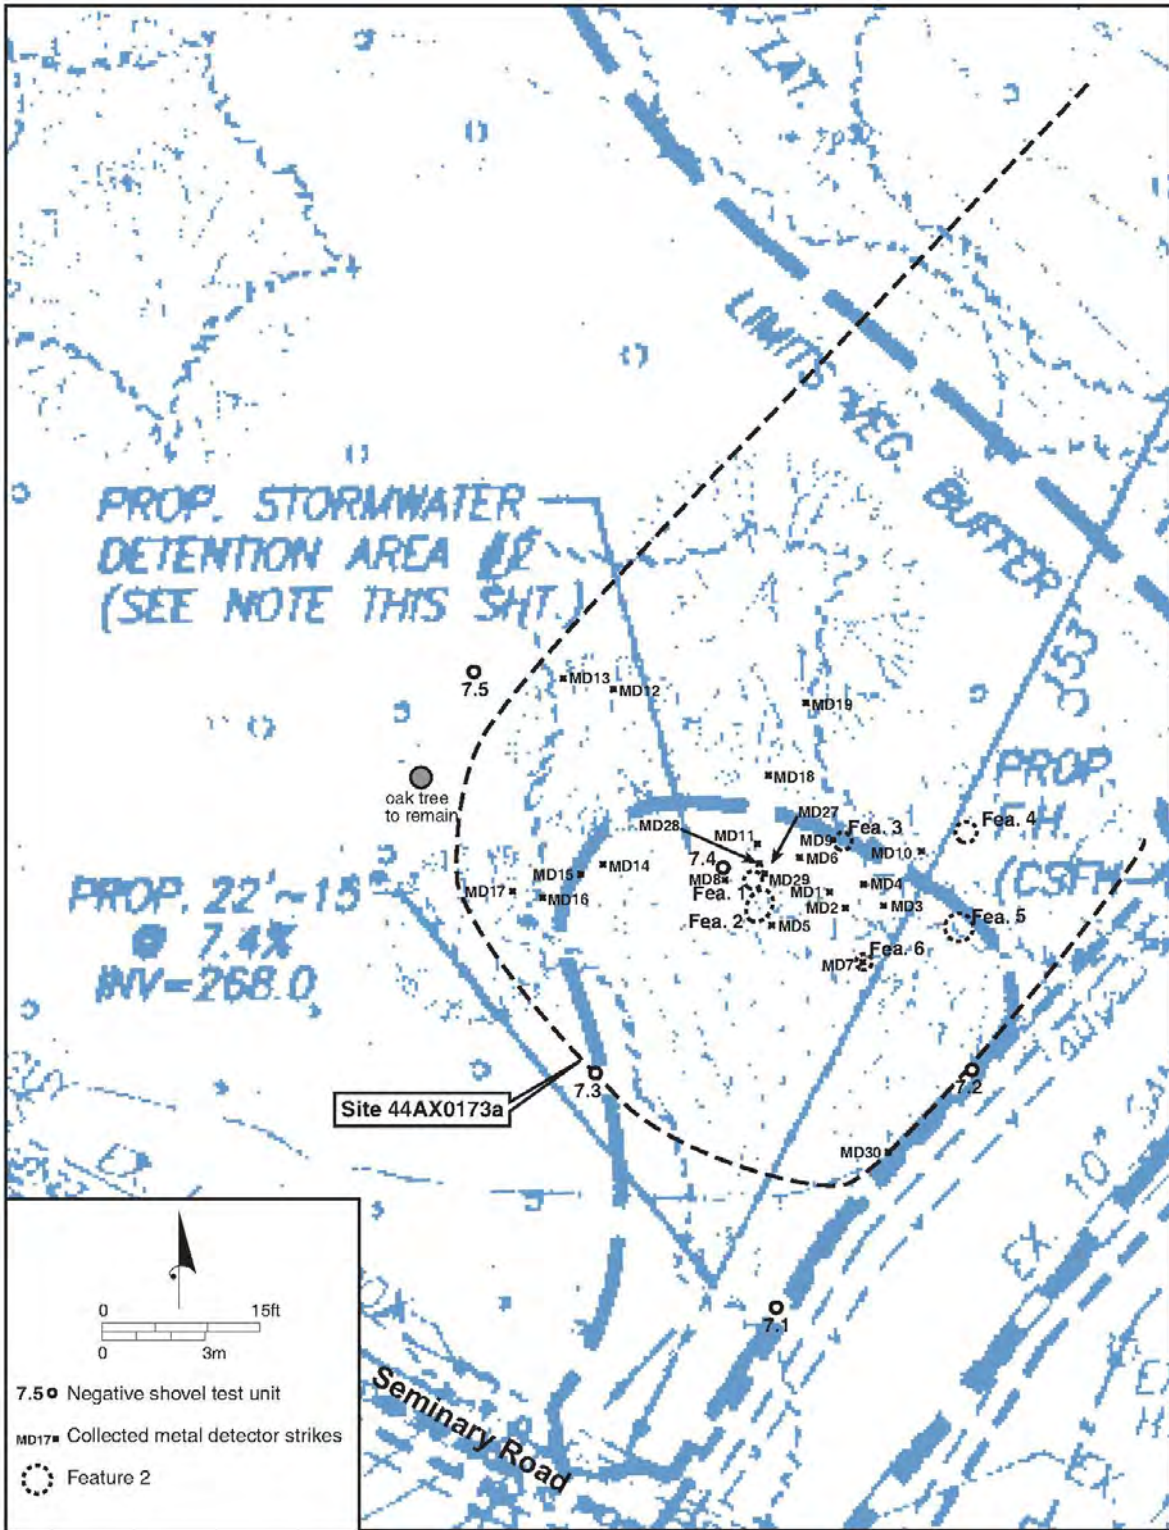 LAT.
LIMITS VEG. BUFFER
PROP. STORMWATER
DETENTION AREA #2
(SEE NOTE THIS SHT.)
353
7.5
MD13
MD12
MD19
oak tree
to remain
MD18
PROP.
F.H.
(CSFH
MD28
MD27
MD11
Fea. 3
Fea. 4
MD9
MD6
MD10
7.4
MD14
MD15
MD8
MD29
MD17
MD16
Fea. 1
MD1
MD4
MD2
MD3
Fea. 2
MD5
Fea. 5
Fea. 6
MD7
PROP. 22'~15
@ 7.4%
INV=268.0
7.3
7.2
Site 44AX0173a
MD30
EX. 10"
7.1
Seminary Road
0 15ft
0 3m
7.5 Negative shovel test unit
MD17 Collected metal detector strikes
Feature 2